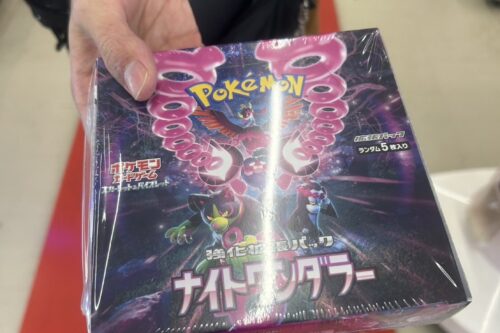 Pokémon
ランダム5枚入り
ポケモン
カードゲーム
スカーレット&バイオレット
強化拡張パック
ナイトワンダラー